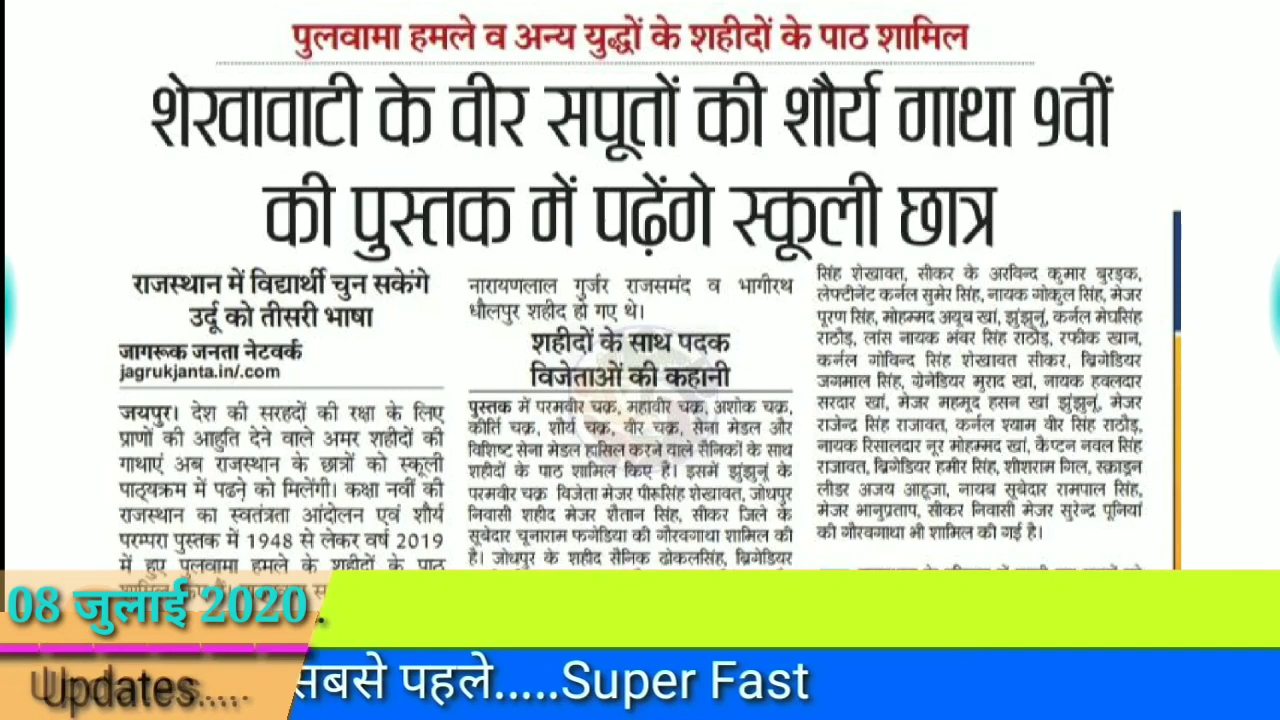 पुलवामा हमले व अन्य युद्धों के शहीदों के पाठ शामिल
शेखावाटी के वीर सपूतों की शौर्य गाथा 9वीं
की पुस्तक में पढ़ेंगे स्कूली छात्र
राजस्थान में विद्यार्थी चुन सकेंगे
उर्दू को तीसरी भाषा
जागरूक जनता नेटवर्क
jagrukjanta.in/.com
जयपुर। देश की सरहदों की रक्षा के लिए
प्राणों की आहुति देने वाले अमर शहीदों की
गाथाएं अब राजस्थान के छात्रों को स्कूली
पाठ्यक्रम में पढने को मिलेंगी। कक्षा नवीं की
राजस्थान का स्वतंत्रता आंदोलन एवं शौर्य
परम्परा पुस्तक में 1948 से लेकर वर्ष 2019
में हुए पुलवामा हमले के शहीदों के पाठ
नारायणलाल गुर्जर राजसमंद व भागीरथ
धौलपुर शहीद हो गए थे।
शहीदों के साथ पदक
विजेताओं की कहानी
पुस्तक में परमवीर चक्र, महावीर चक्र, अशोक चक्र,
कीर्ति चक्र, शौर्य चक्र, वीर चक्र, सेना मेडल और
विशिष्ट सेना मेडल हासिल करने वाले सैनिकों के साथ
शहीदों के पाठ शामिल किए है। इसमें झुंझुनूं के
परमवीर चक्र विजेता मेजर पीरूसिंह शेखावत, जोधपुर
निवासी शहीद मेजर शैतान सिंह, सीकर जिले के
सूबेदार चूनाराम फगेडिया की गौरवगाथा शामिल की
है। जोधपुर के शहीद सैनिक ढोकलसिंह, ब्रिगेडियर
सिंह शेखावत, सीकर के अरविन्द कुमार बुरड़क,
लेफ्टीनेंट कर्नल सुमेर सिंह, नायक गोकुल सिंह, मेजर
पूरण सिंह, मोहम्मद अयूब खां, झुंझुनूं, कर्नल मेघसिंह
राठौड़, लांस नायक भंवर सिंह राठौड़, रफीक खान,
कर्नल गोविन्द सिंह शेखावत सीकर, ब्रिगेडियर
जगमाल सिंह, ग्रेनेडियर मुराद खां, नायक हवलदार
सरदार खां, मेजर महमूद हसन खां झुंझुनूं, मेजर
राजेन्द्र सिंह राजावत, कर्नल श्याम वीर सिंह राठौड़,
नायक रिसालदार नूर मोहम्मद खां, कैप्टन नवल सिंह
राजावत, ब्रिगेडियर हमीर सिंह, शीशराम गिल, स्क्वाड्रन
लीडर अजय आहूजा, नायब सूबेदार रामपाल सिंह,
मेजर भानुप्रताप, सीकर निवासी मेजर सुरेन्द्र पूनियां
की गौरवगाथा भी शामिल की गई है।
08 जुलाई 2020
Updates.... सबसे पहले.....Super Fast